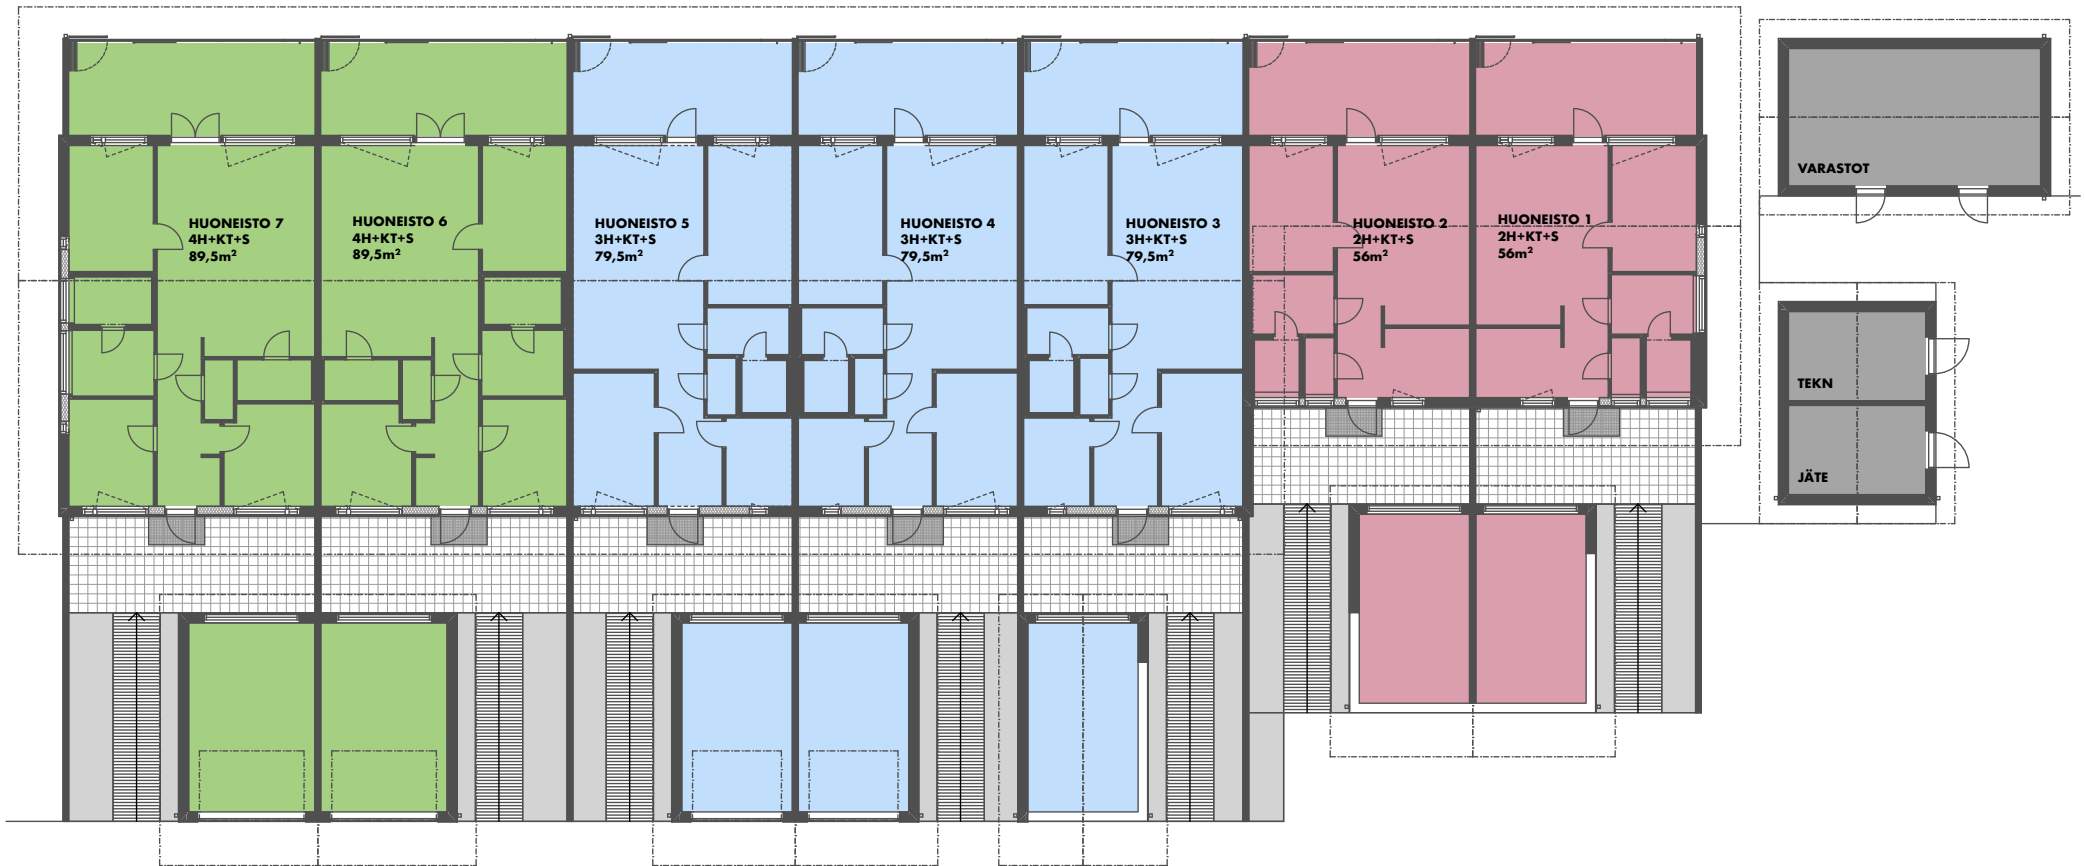 HUONEISTO 7
4H+KT+S
89,5m²
HUONEISTO 6
4H+KT+S
89,5m²
HUONEISTO 5
3H+KT+S
79,5m²
HUONEISTO 4
3H+KT+S
79,5m²
HUONEISTO 3
3H+KT+S
79,5m²
HUONEISTO 2
2H+KT+S
56m²
HUONEISTO 1
2H+KT+S
56m²
VARASTOT
TEKN
JÄTE